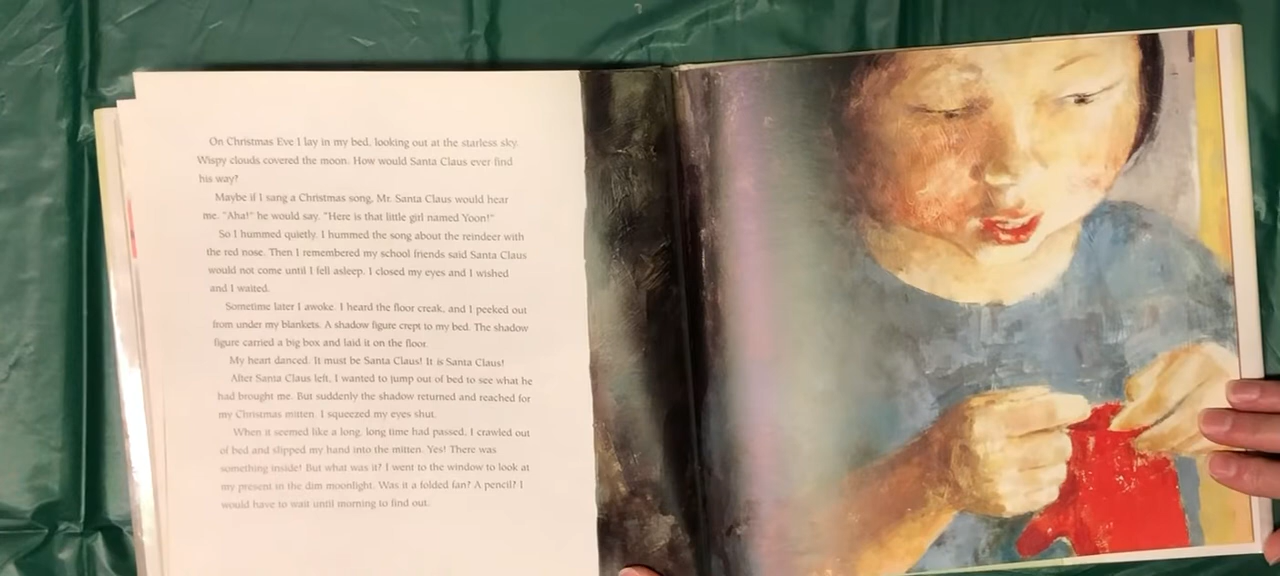 On Christmas Eve I lay in my bed, looking out at the starless sky.
Wispy clouds covered the moon. How would Santa Claus ever find
his way?
Maybe if I sang a Christmas song, Mr. Santa Claus would hear
me. "Aha!" he would say. "Here is that little girl named Yoon!"
So I hummed quietly. I hummed the song about the reindeer with
the red nose. Then I remembered my school friends said Santa Claus
would not come until I fell asleep. I closed my eyes and I wished
and I waited.
Sometime later I awoke. I heard the floor creak, and I peeked out
from under my blankets. A shadow figure crept to my bed. The shadow
figure carried a big box and laid it on the floor.
My heart danced. It must be Santa Claus! It is Santa Claus!
After Santa Claus left, I wanted to jump out of bed to see what he
had brought me. But suddenly the shadow returned and reached for
my Christmas mitten. I squeezed my eyes shut.
When it seemed like a long, long time had passed, I crawled out
of bed and slipped my hand into the mitten. Yes! There was
something inside! But what was it? I went to the window to look at
my present in the dim moonlight. Was it a folded fan? A pencil? I
would have to wait until morning to find out.